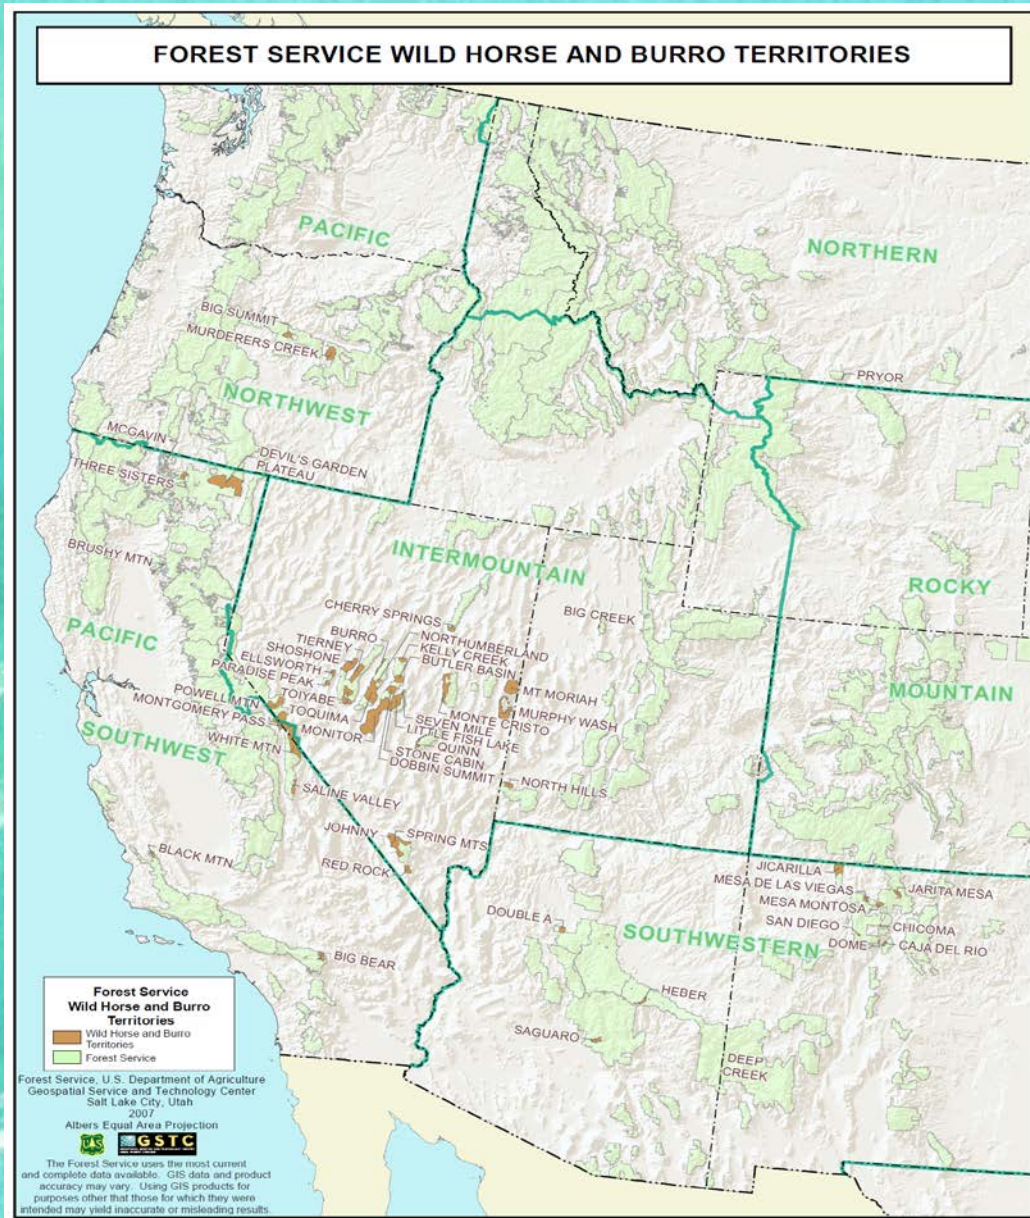 FOREST SERVICE WILD HORSE AND BURRO TERRITORIES
PACIFIC
NORTHERN
BIG SUMMIT
MURDERERS CREEK
PRYOR
NORTHWEST
MCGAVIN
DEVIL'S GARDEN
PLATEAU
THREE SISTERS
INTERMOUNTAIN
BRUSHY MTN
ROCKY
CHERRY SPRINGS
BIG CREEK
PACIFIC
BURRO
NORTHUMBERLAND
TIERNEY
KELLY CREEK
SHOSHONE
BUTLER BASIN
ELLSWORTH
PARADISE PEAK
MT MORIAH
MOUNTAIN
POWELL MTN
TOIYABE
MURPHY WASH
MONTGOMERY PASS
TOQUIMA
MONTE CRISTO
SOUTHWEST
WHITE MTN
MONITOR
SEVEN MILE
LITTLE FISH LAKE
QUINN
STONE CABIN
DOBBIN SUMMIT
NORTH HILLS
SALINE VALLEY
JOHNNY
SPRING MTS
BLACK MTN
RED ROCK
JICARILLA
MESA DE LAS VIEGAS
JARITA MESA
MESA MONTOSA
DOUBLE A
SAN DIEGO
CHICOMA
SOUTHWESTERN
DOME
CAJA DEL RIO
BIG BEAR
HEBER
SAGUARO
DEEP
CREEK
Forest Service
Wild Horse and Burro
Territories
Wild Horse and Burro
Territories
Forest Service
Forest Service, U.S. Department of Agriculture
Geospatial Service and Technology Center
Salt Lake City, Utah
2007
Albers Equal Area Projection
GSTC
The Forest Service uses the most current
and complete data available. GIS data and product
accuracy may vary. Using GIS products for
purposes other that those for which they were
intended may yield inaccurate or misleading results.